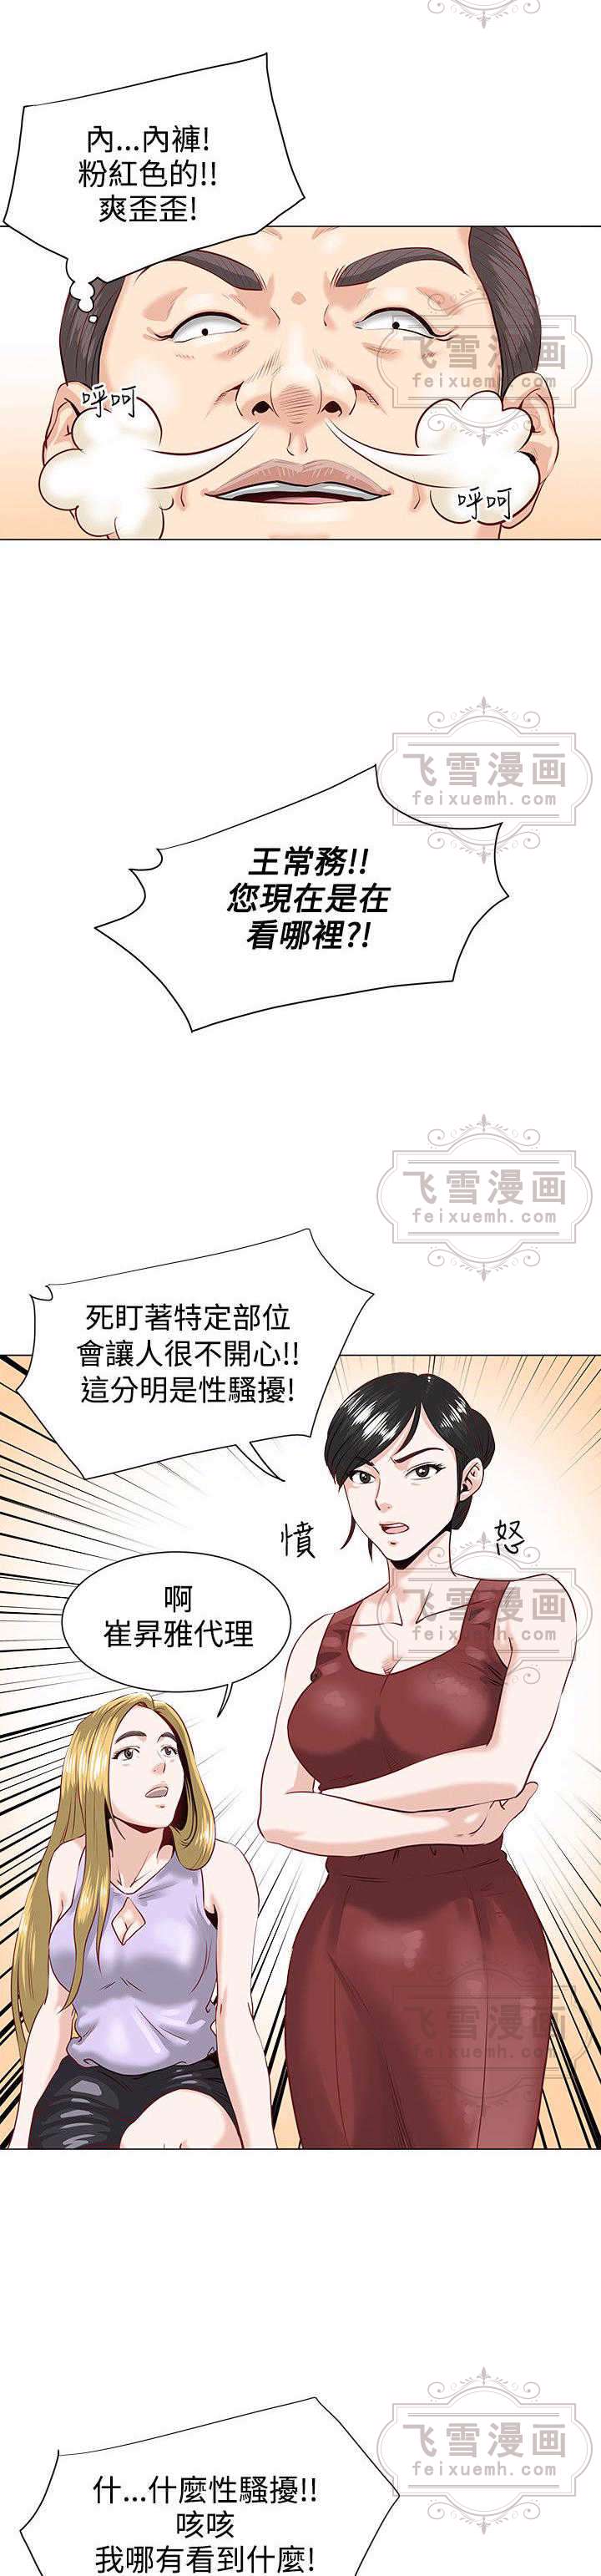 內...內褲!
粉紅色的!!
爽歪歪!
飞雪漫画
feixuemh.com
呼呵
呼呵
飞雪漫画
feixuemh.com
王常務!!
您現在是在
看哪裡?!
飞雪漫画
feixuemh.com
死盯著特定部位
會讓人很不開心!!
這分明是性騷擾!
憤 怒
飞雪漫画
feixuemh.com
啊
崔昇雅代理
飞雪漫画
feixuemh.com
飞雪漫画
feixuemh.com
什...什麼性騷擾!!
咳咳
我哪有看到什麼!